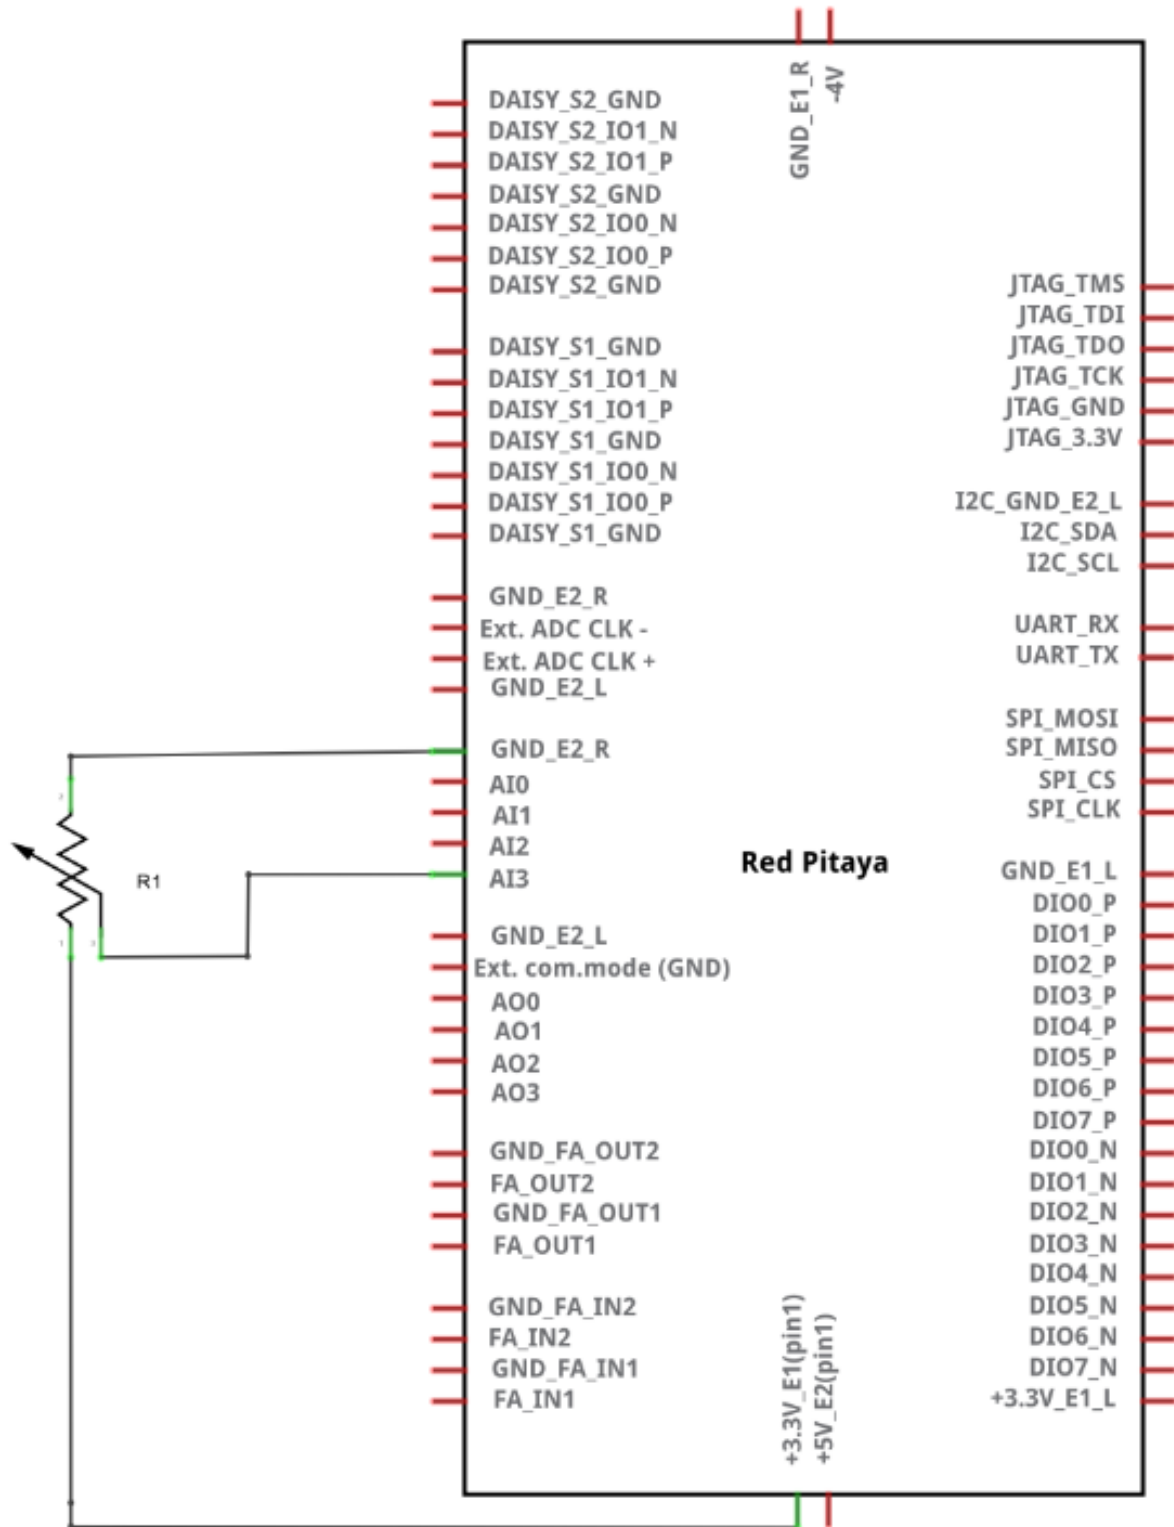 GND_E1_R
-4V
DAISY_S2_GND
DAISY_S2_IO1_N
DAISY_S2_IO1_P
DAISY_S2_GND
DAISY_S2_IO0_N
DAISY_S2_IO0_P
DAISY_S2_GND
DAISY_S1_GND
DAISY_S1_IO1_N
DAISY_S1_IO1_P
DAISY_S1_GND
DAISY_S1_IO0_N
DAISY_S1_IO0_P
DAISY_S1_GND
GND_E2_R
Ext. ADC CLK -
Ext. ADC CLK +
GND_E2_L
GND_E2_R
AI0
AI1
AI2
AI3
R1
GND_E2_L
Ext. com.mode (GND)
AO0
AO1
AO2
AO3
GND_FA_OUT2
FA_OUT2
GND_FA_OUT1
FA_OUT1
GND_FA_IN2
FA_IN2
GND_FA_IN1
FA_IN1
Red Pitaya
JTAG_TMS
JTAG_TDI
JTAG_TDO
JTAG_TCK
JTAG_GND
JTAG_3.3V
I2C_GND_E2_L
I2C_SDA
I2C_SCL
UART_RX
UART_TX
SPI_MOSI
SPI_MISO
SPI_CS
SPI_CLK
GND_E1_L
DIO0_P
DIO1_P
DIO2_P
DIO3_P
DIO4_P
DIO5_P
DIO6_P
DIO7_P
DIO0_N
DIO1_N
DIO2_N
DIO3_N
DIO4_N
DIO5_N
DIO6_N
DIO7_N
+3.3V_E1_L
+3.3V_E1(pin1)
+5V_E2(pin1)